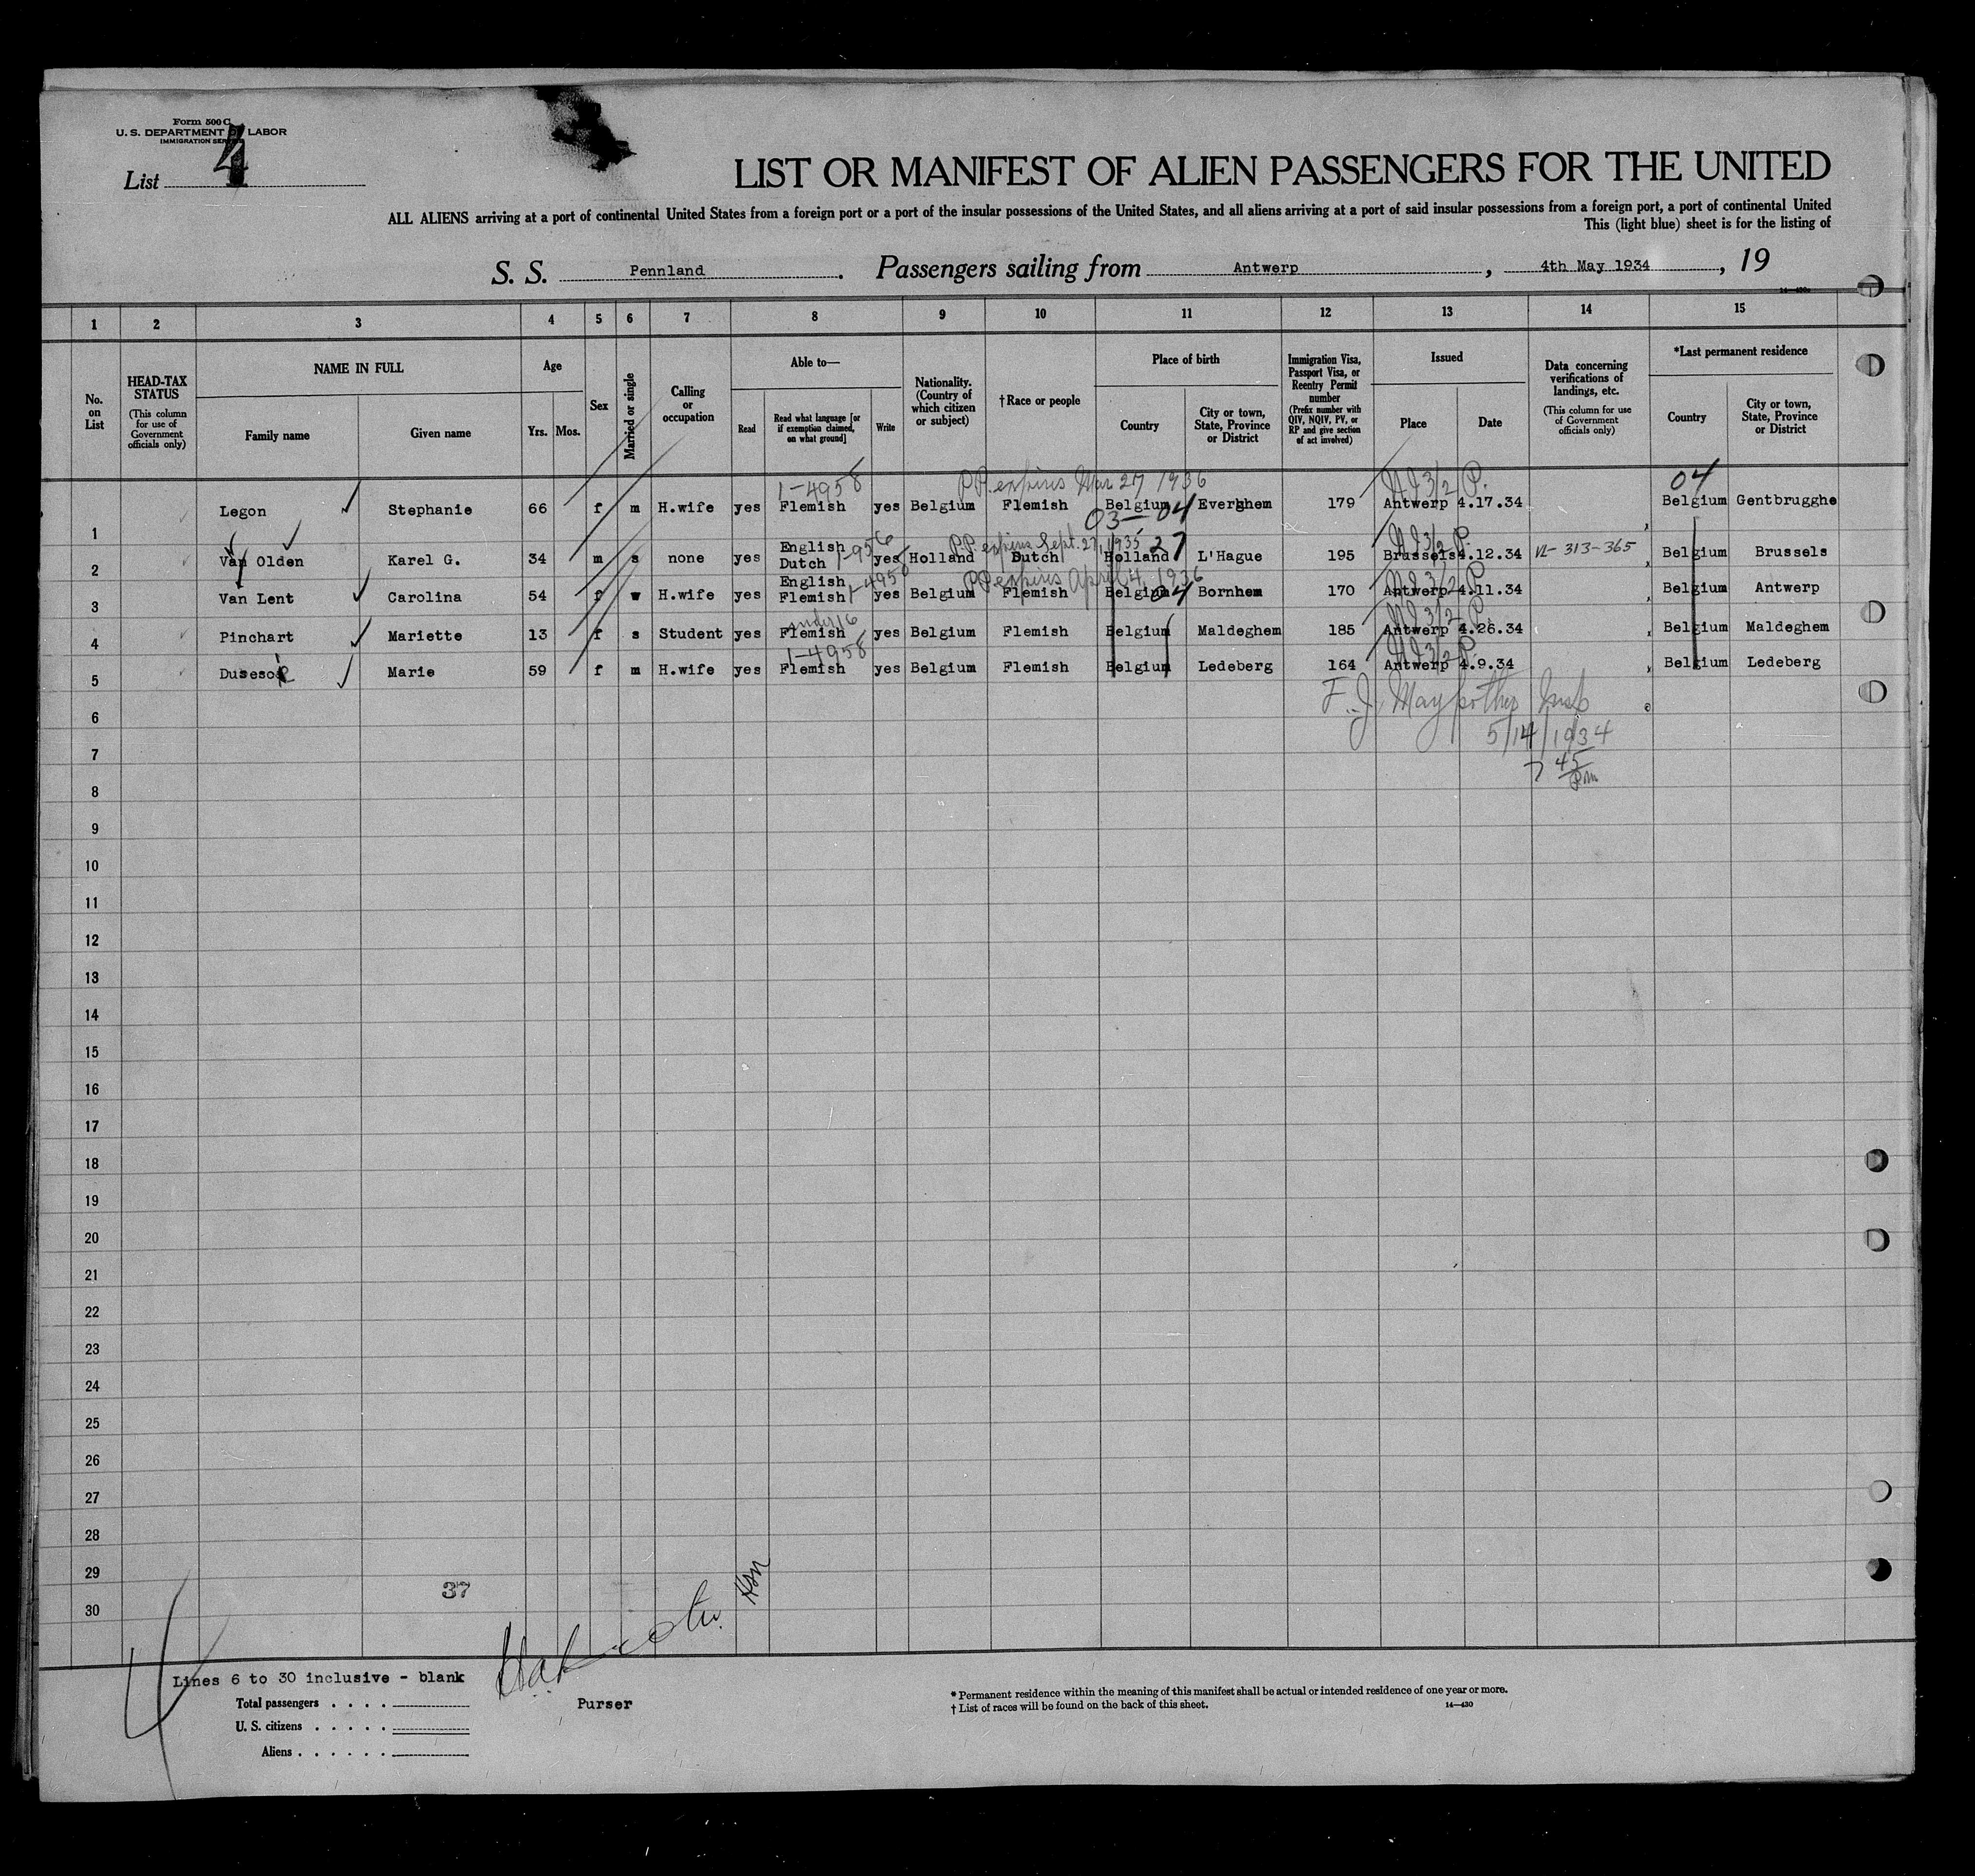 Form 500 C
U. S. DEPARTMENT OF LABOR
IMMIGRATION SERVICE
List 4
LIST OR MANIFEST OF ALIEN PASSENGERS FOR THE UNITED
ALL ALIENS arriving at a port of continental United States from a foreign port or a port of the insular possessions of the United States, and all aliens arriving at a port of said insular possessions from a foreign port, a port of continental United
This (light blue) sheet is for the listing of
S. S. Pennland . Passengers sailing from Antwerp , 4th May 1934 , 19
14—430a
1 2 3 4 5 6 7 8 9 10 11 12 13 14 15
No. on List
HEAD-TAX STATUS (This column for use of Government officials only)
NAME IN FULL
Family name Given name
Age
Yrs. Mos.
Sex
Married or single
Calling or occupation
Able to—
Read Read what language [or if exemption claimed, on what ground] Write
Nationality. (Country of which citizen or subject)
†Race or people
Place of birth
Country City or town, State, Province or District
Immigration Visa, Passport Visa, or Reentry Permit number (Prefix number with QIV, NQIV, PV, or RP and give section of act involved)
Issued
Place Date
Data concerning verifications of landings, etc. (This column for use of Government officials only)
*Last permanent residence
Country City or town, State, Province or District
1-4958 P.P. expires Mar 27 1936 04
1 Legon Stephanie 66 f m H.wife yes Flemish yes Belgium Flemish Belgium Everghem 179 Antwerp 4.17.34 Belgium Gentbrugghe
03-04
P.P. expires Sept. 27, 1935 27
2 Van Olden Karel G. 34 m s none yes English Dutch yes Holland Dutch Holland L'Hague 195 Brussels 4.12.34 VL-313-365 Belgium Brussels
1-4958 P.P. expires April 4, 1936
3 Van Lent Carolina 54 f w H.wife yes English Flemish yes Belgium Flemish Belgium 04 Bornhem 170 Antwerp 4.11.34 Belgium Antwerp
under 16
4 Pinchart Mariette 13 f s Student yes Flemish yes Belgium Flemish Belgium Maldeghem 185 Antwerp 4.26.34 Belgium Maldeghem
1-4958
5 Marie 59 f m H.wife yes Flemish yes Belgium Flemish Belgium Ledeberg 164 Antwerp 4.9.34 Belgium Ledeberg
6
F. J. Insp
7
5/14/1934
7 45 Pm
8
9
10
11
12
13
14
15
16
17
18
19
20
21
22
23
24
25
26
27
28
29
37
30
Lines 6 to 30 inclusive - blank
Total passengers . . . .
Purser
U. S. citizens . . . . .
Aliens . . . . . .
* Permanent residence within the meaning of this manifest shall be actual or intended residence of one year or more.
† List of races will be found on the back of this sheet.
14—430